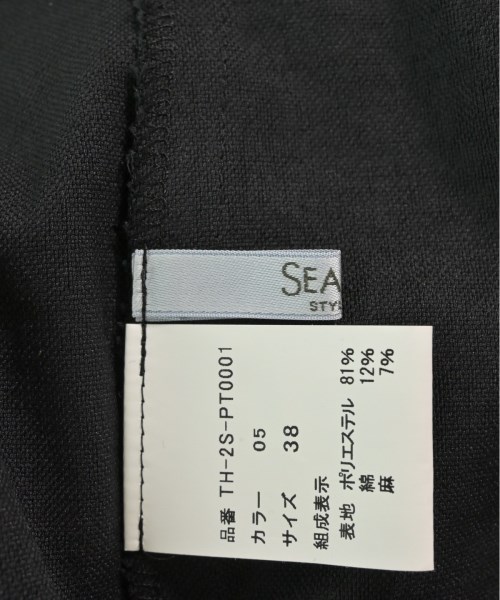 SEA
STY
品番 TH-2S-PT0001
カラー 05
サイズ 38
組成表示
表地 ポリエステル 81%
綿 12%
麻 7%